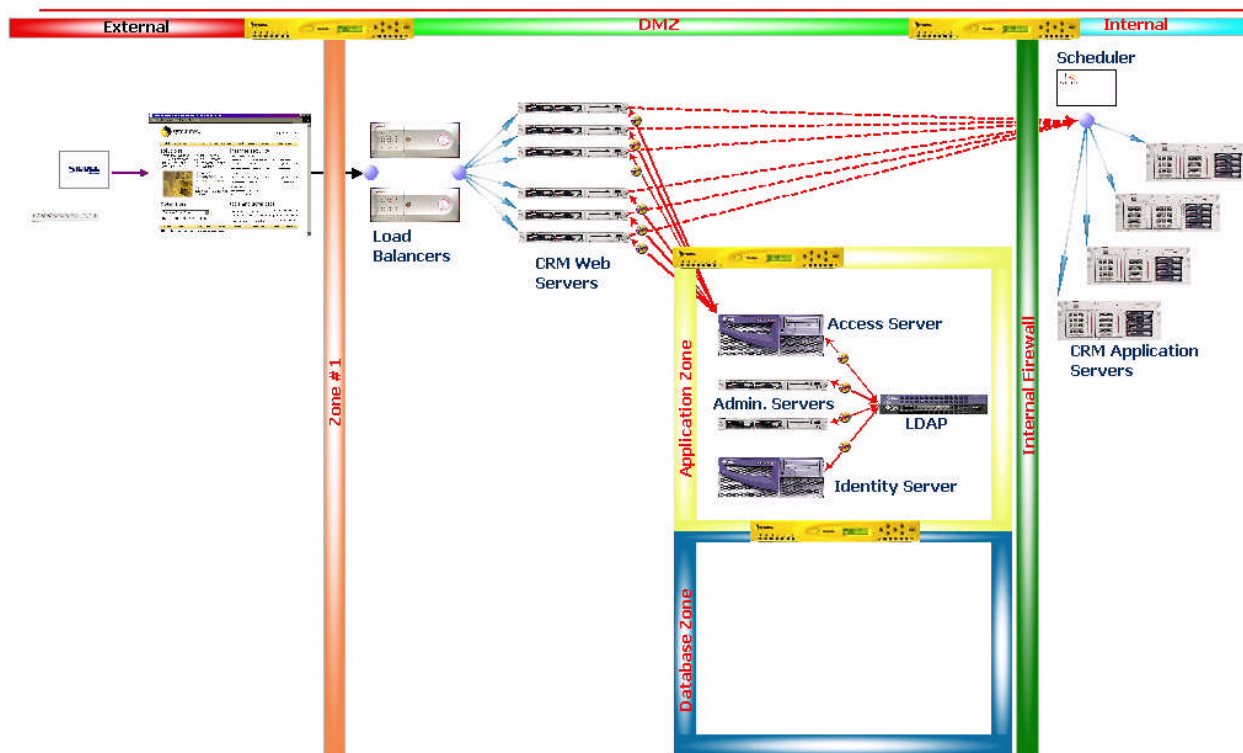 External
DMZ
Internal
Scheduler
Load
Balancers
CRM Web
Servers
Zone #1
Application Zone
Access Server
Admin. Servers
LDAP
Identity Server
Internal Firewall
CRM Application
Servers
Database Zone